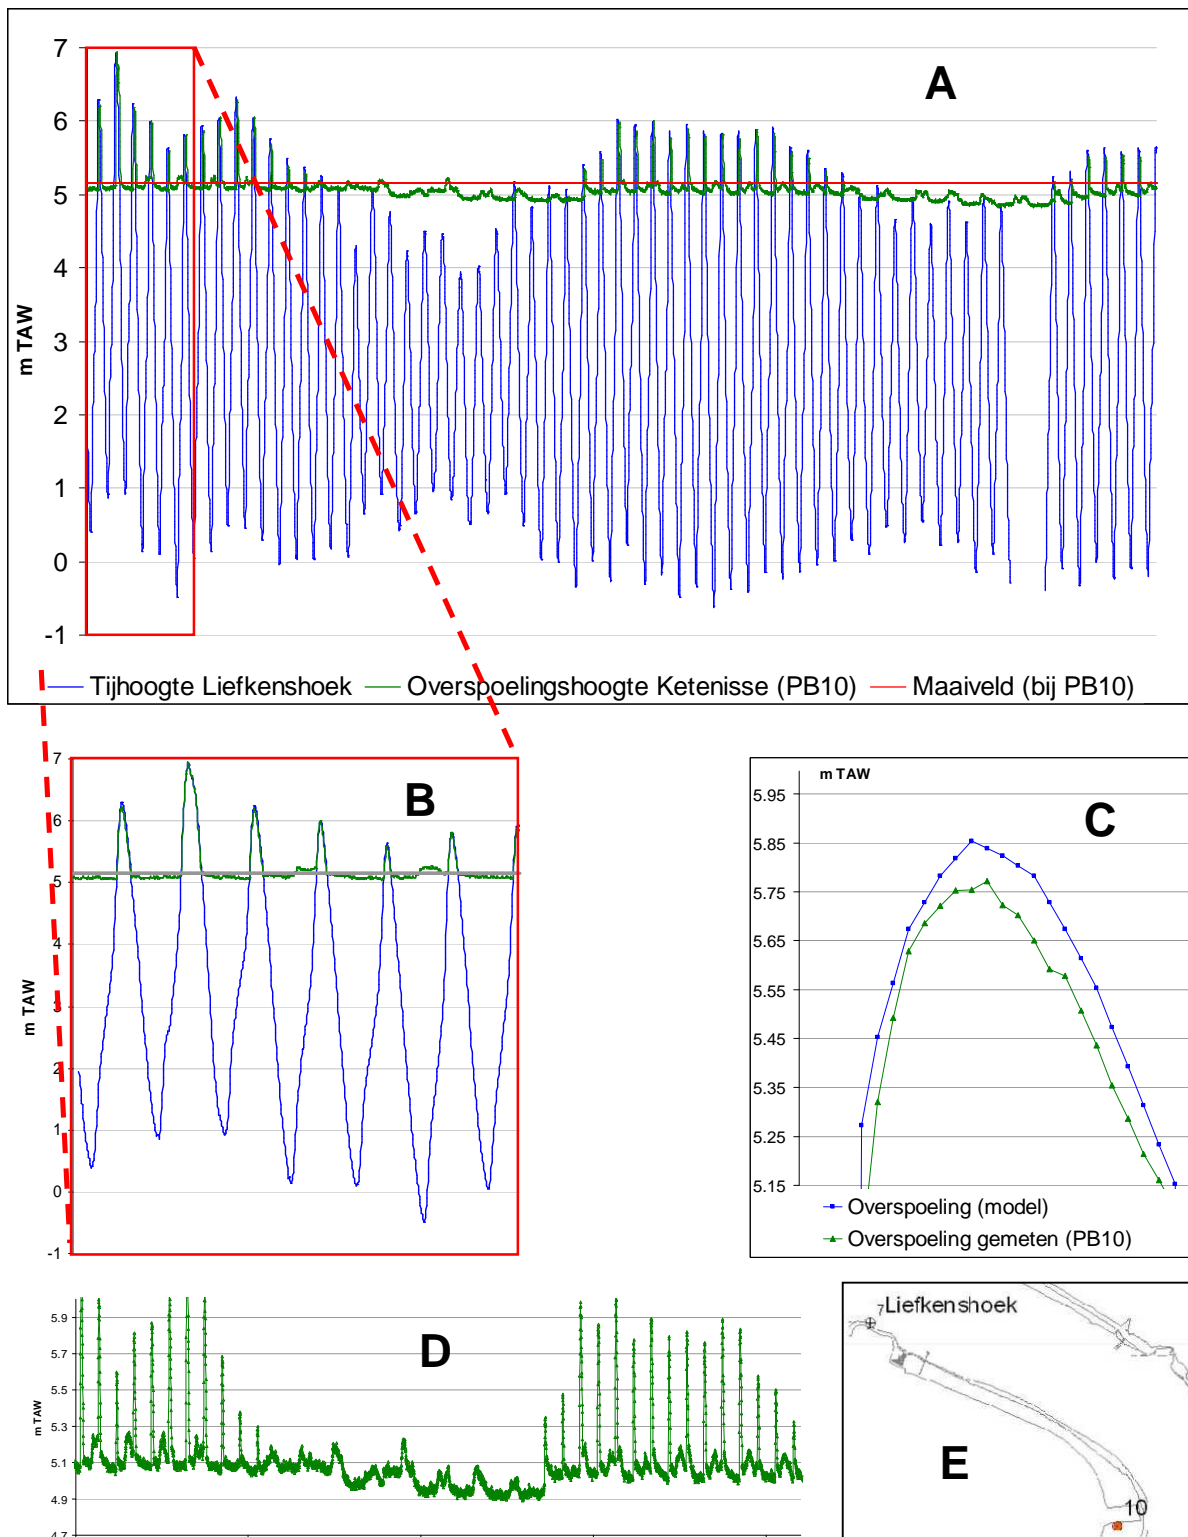 A
7
6
5
4
3
2
1
0
-1
m TAW
Tijhoogte Liefkenshoek Overspoelingshoogte Ketenisse (PB10) Maaiveld (bij PB10)
B
7
6
5
4
3
2
1
0
-1
m TAW
m TAW
C
5.95
5.85
5.75
5.65
5.55
5.45
5.35
5.25
5.15
Overspoeling (model)
Overspoeling gemeten (PB10)
D
5.9
5.7
5.5
5.3
5.1
4.9
4.7
m TAW
7 Liefkenshoek
E
10